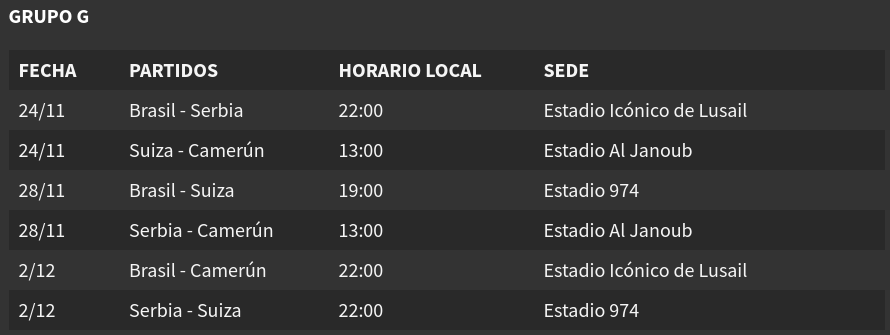 GRUPO G
FECHA PARTIDOS HORARIO LOCAL SEDE
24/11 Brasil - Serbia 22:00 Estadio Icónico de Lusail
24/11 Suiza - Camerún 13:00 Estadio Al Janoub
28/11 Brasil - Suiza 19:00 Estadio 974
28/11 Serbia - Camerún 13:00 Estadio Al Janoub
2/12 Brasil - Camerún 22:00 Estadio Icónico de Lusail
2/12 Serbia - Suiza 22:00 Estadio 974